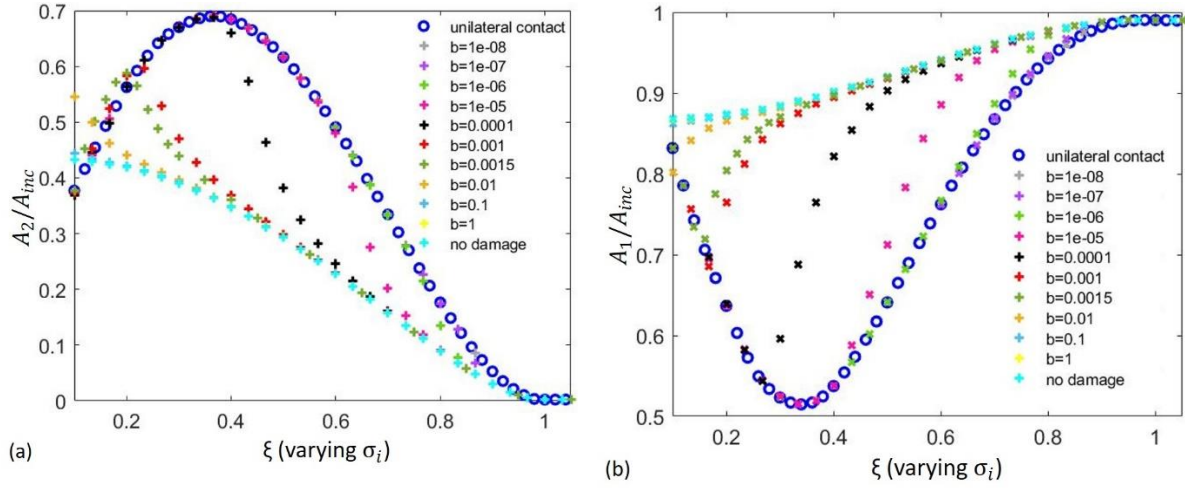 0.7
0.6
0.5
0.4
0.3
0.2
0.1
0
A2/Ainc
0.2 0.4 0.6 0.8 1
ξ (varying σi)
(a)
unilateral contact
b=1e-08
b=1e-07
b=1e-06
b=1e-05
b=0.0001
b=0.001
b=0.0015
b=0.01
b=0.1
b=1
no damage
1
0.9
0.8
0.7
0.6
0.5
A1/Ainc
0.2 0.4 0.6 0.8 1
ξ (varying σi)
(b)
unilateral contact
b=1e-08
b=1e-07
b=1e-06
b=1e-05
b=0.0001
b=0.001
b=0.0015
b=0.01
b=0.1
b=1
no damage